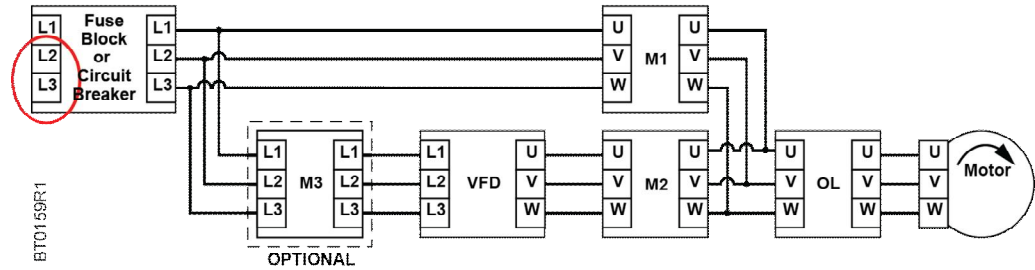 L1 Fuse L1 U U
L2 Block L2 V M1 V
or
L3 Circuit L3 W W
Breaker
L1 L1 L1 U U U U U U
L2 M3 L2 L2 VFD V V M2 V V OL V V Motor
L3 L3 L3 W W W W W W
OPTIONAL
BT0159R1